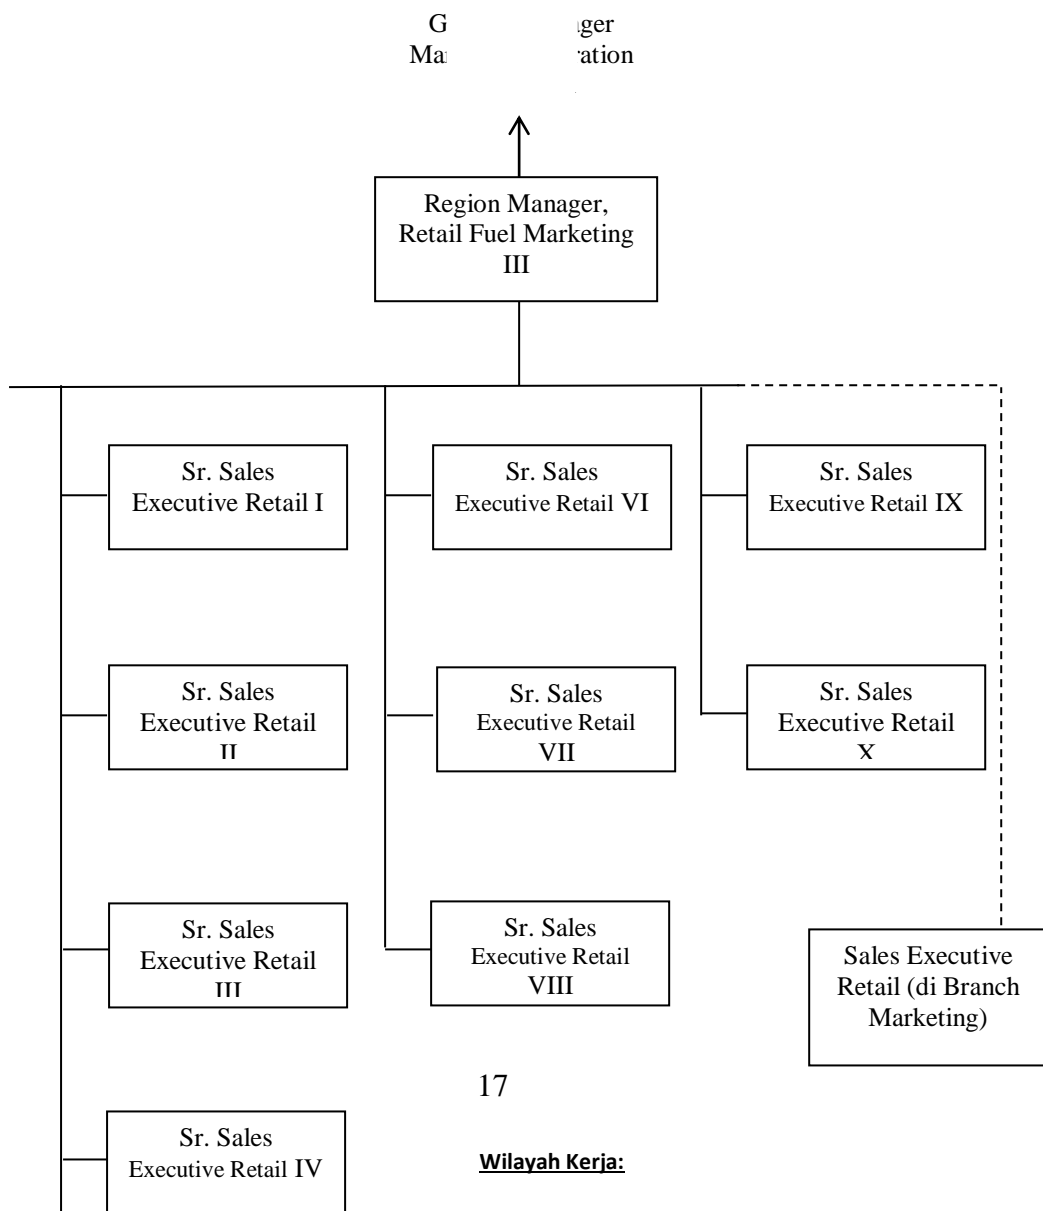 Region Manager,
Retail Fuel Marketing
III
Sr. Sales
Executive Retail I
Sr. Sales
Executive Retail VI
Sr. Sales
Executive Retail IX
Sr. Sales
Executive Retail
II
Sr. Sales
Executive Retail
VII
Sr. Sales
Executive Retail
X
Sr. Sales
Executive Retail
III
Sr. Sales
Executive Retail
VIII
Sales Executive
Retail (di Branch
Marketing)
17
Sr. Sales
Executive Retail IV
Wilayah Kerja: